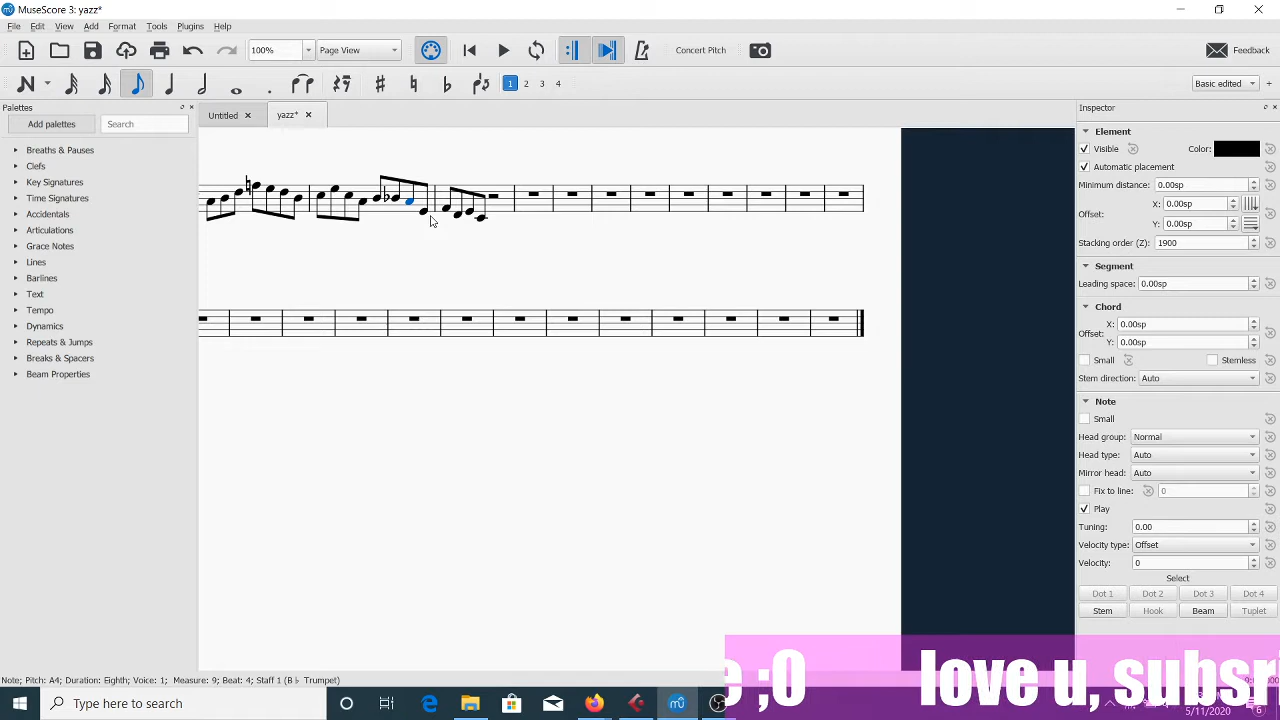 MuseScore 3: yazz*
File Edit View Add Format Tools Plugins Help
100% Page View Concert Pitch Feedback
1 2 3 4 Basic edited
Palettes
Untitled yazz*
Inspector
Add palettes Search
Breaths & Pauses
Clefs
Key Signatures
Time Signatures
Accidentals
Articulations
Grace Notes
Lines
Barlines
Text
Tempo
Dynamics
Repeats & Jumps
Breaks & Spacers
Beam Properties
Element
Visible Color:
Automatic placement
Minimum distance: 0.00sp
Offset: X: 0.00sp
Y: 0.00sp
Stacking order (Z): 1900
Segment
Leading space: 0.00sp
Chord
Offset: X: 0.00sp
Y: 0.00sp
Small Stemless
Stem direction: Auto
Note
Small
Head group: Normal
Head type: Auto
Mirror head: Auto
Fix to line: 0
Play
Tuning: 0.00
Velocity type: Offset
Velocity: 0
Select
Dot 1 Dot 2 Dot 3 Dot 4
Stem Hook Beam Tuplet
Note; Pitch: A4; Duration: Eighth; Voice: 1; Measure: 9; Beat: 4; Staff 1 (B♭ Trumpet)
e ;0 love u, subsri
Type here to search
5/11/2020 6